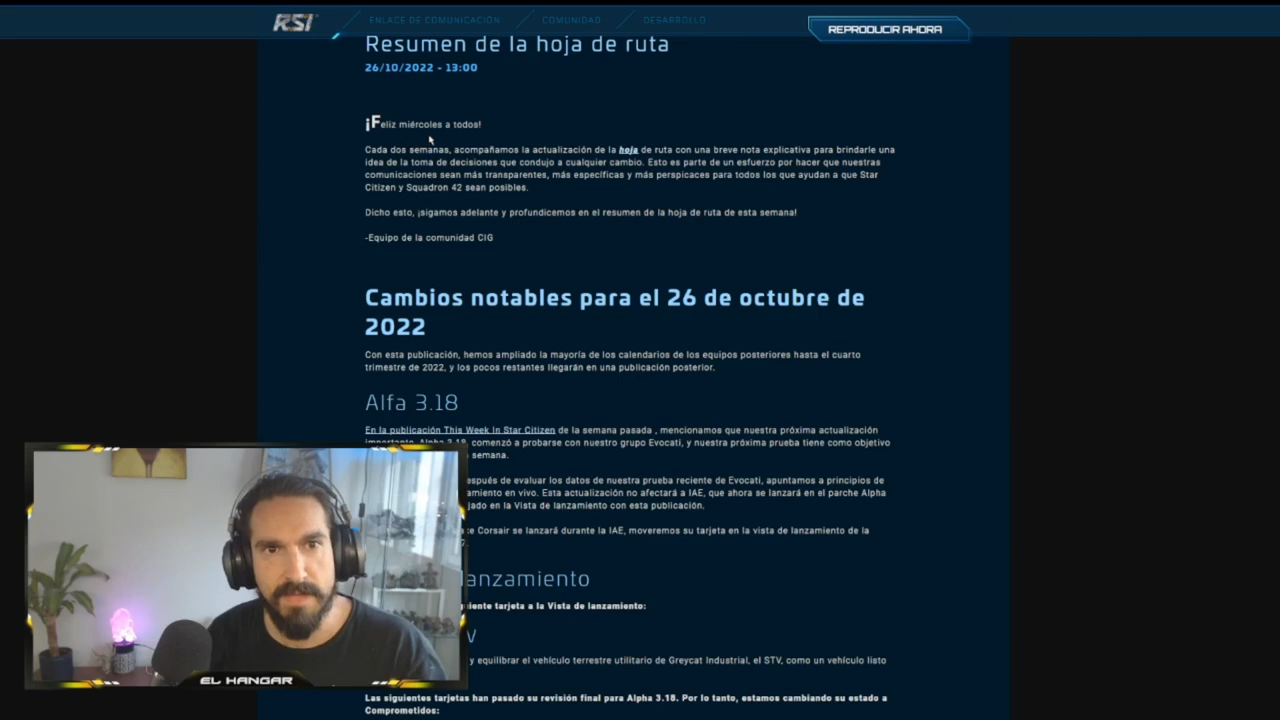 RSI
ENLACE DE COMUNICACIÓN
COMUNIDAD
DESARROLLO
REPRODUCIR AHORA
Resumen de la hoja de ruta
26/10/2022 - 13:00
¡Feliz miércoles a todos!
Cada dos semanas, acompañamos la actualización de la hoja de ruta con una breve nota explicativa para brindarle una
idea de la toma de decisiones que condujo a cualquier cambio. Esto es parte de un esfuerzo por hacer que nuestras
comunicaciones sean más transparentes, más específicas y más perspicaces para todos los que ayudan a que Star
Citizen y Squadron 42 sean posibles.
Dicho esto, ¡sigamos adelante y profundicemos en el resumen de la hoja de ruta de esta semana!
-Equipo de la comunidad CIG
Cambios notables para el 26 de octubre de
2022
Con esta publicación, hemos ampliado la mayoría de los calendarios de los equipos posteriores hasta el cuarto
trimestre de 2022, y los pocos restantes llegarán en una publicación posterior.
Alfa 3.18
En la publicación This Week In Star Citizen de la semana pasada , mencionamos que nuestra próxima actualización
importante, Alpha 3.18, comenzó a probarse con nuestro grupo Evocati, y nuestra próxima prueba tiene como objetivo
semana.
después de evaluar los datos de nuestra prueba reciente de Evocati, apuntamos a principios de
en vivo. Esta actualización no afectará a IAE, que ahora se lanzará en el parche Alpha
en la Vista de lanzamiento con esta publicación.
Corsair se lanzará durante la IAE, moveremos su tarjeta en la vista de lanzamiento de la
lanzamiento
tarjeta a la Vista de lanzamiento:
y equilibrar el vehículo terrestre utilitario de Greycat Industrial, el STV, como un vehículo listo
Las siguientes tarjetas han pasado su revisión final para Alpha 3.18. Por lo tanto, estamos cambiando su estado a
Comprometidos:
EL HANGAR